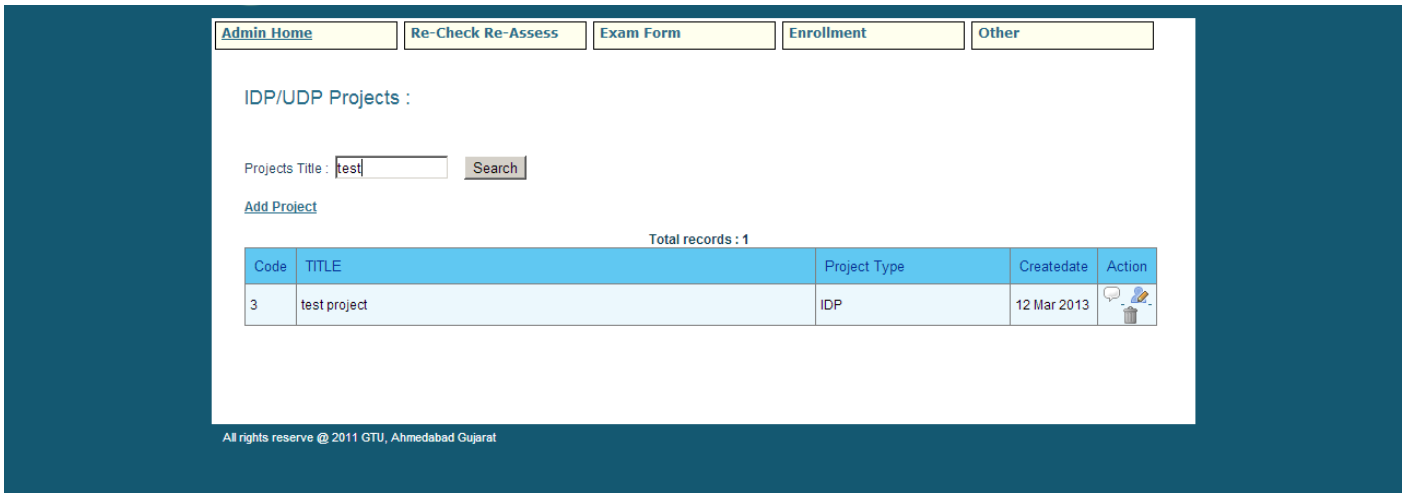 Admin Home Re-Check Re-Assess Exam Form Enrollment Other
IDP/UDP Projects :
Projects Title : test Search
Add Project
Total records : 1
Code TITLE Project Type Createdate Action
3 test project IDP 12 Mar 2013
All rights reserve @ 2011 GTU, Ahmedabad Gujarat